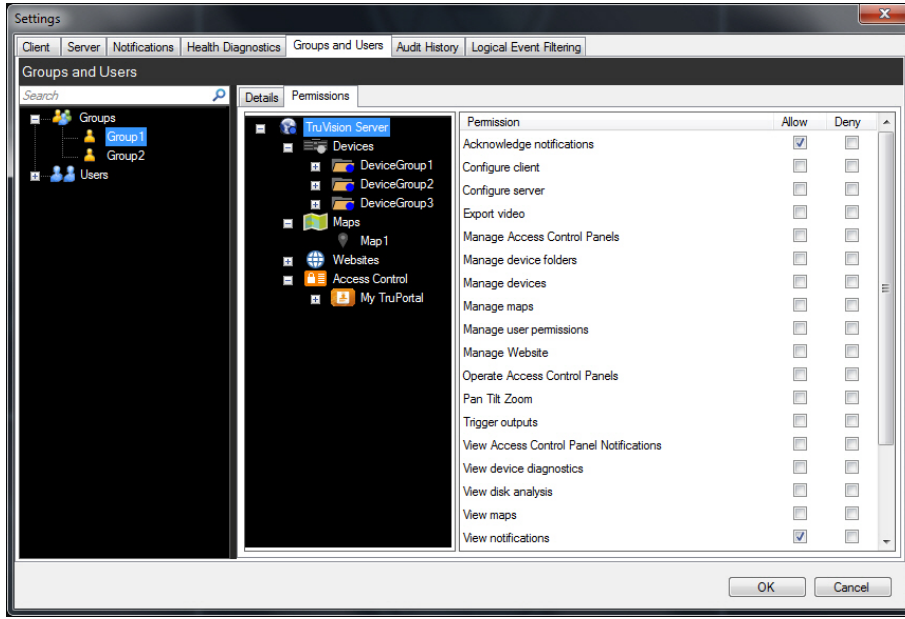 Settings
Client Server Notifications Health Diagnostics Groups and Users Audit History Logical Event Filtering
Groups and Users
Search
Groups
Group1
Group2
Users
Details Permissions
TruVision Server
Devices
DeviceGroup1
DeviceGroup2
DeviceGroup3
Maps
Map1
Websites
Access Control
My TruPortal
Permission Allow Deny
Acknowledge notifications
Configure client
Configure server
Export video
Manage Access Control Panels
Manage device folders
Manage devices
Manage maps
Manage user permissions
Manage Website
Operate Access Control Panels
Pan Tilt Zoom
Trigger outputs
View Access Control Panel Notifications
View device diagnostics
View disk analysis
View maps
View notifications
OK Cancel